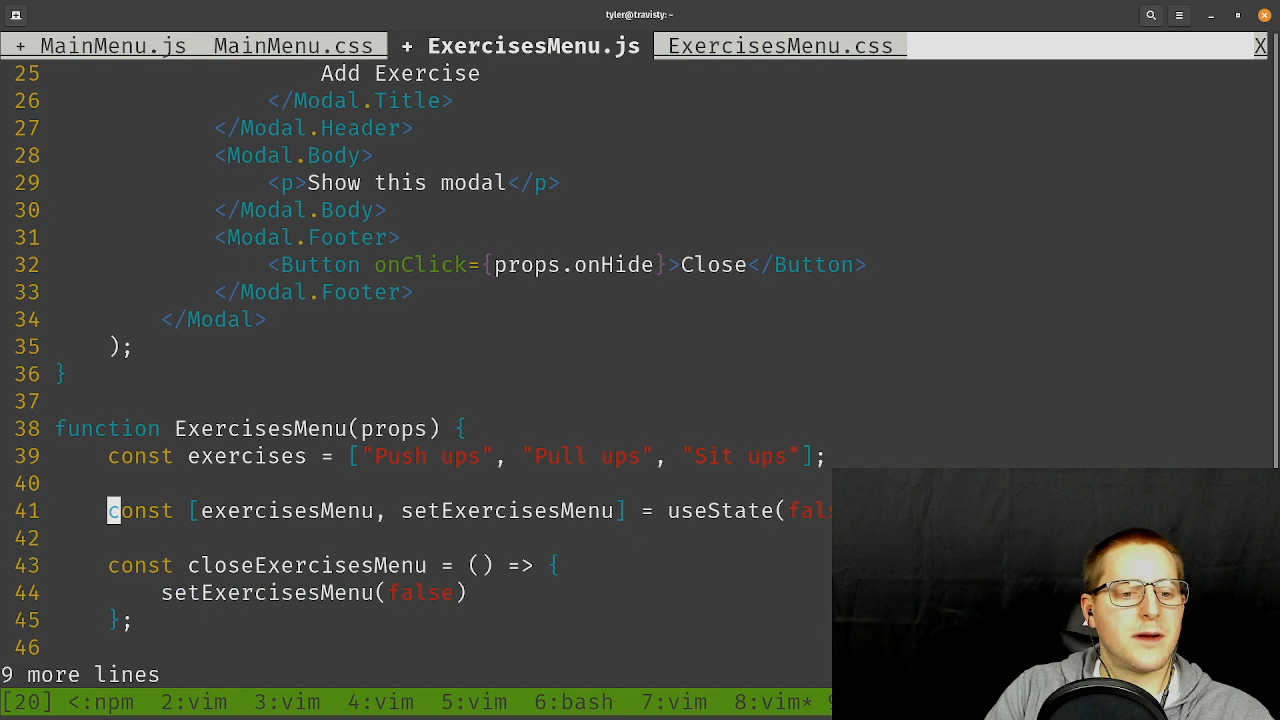 tyler@travisty:~
+ MainMenu.js MainMenu.css + ExercisesMenu.js ExercisesMenu.css X
25 Add Exercise
26 </Modal.Title>
27 </Modal.Header>
28 <Modal.Body>
29 <p>Show this modal</p>
30 </Modal.Body>
31 <Modal.Footer>
32 <Button onClick={props.onHide}>Close</Button>
33 </Modal.Footer>
34 </Modal>
35 );
36 }
37
38 function ExercisesMenu(props) {
39 const exercises = ["Push ups", "Pull ups", "Sit ups"];
40
41 const [exercisesMenu, setExercisesMenu] = useState(fals
42
43 const closeExercisesMenu = () => {
44 setExercisesMenu(false)
45 };
46
9 more lines
[20] <:npm 2:vim 3:vim 4:vim 5:vim 6:bash 7:vim 8:vim* 9